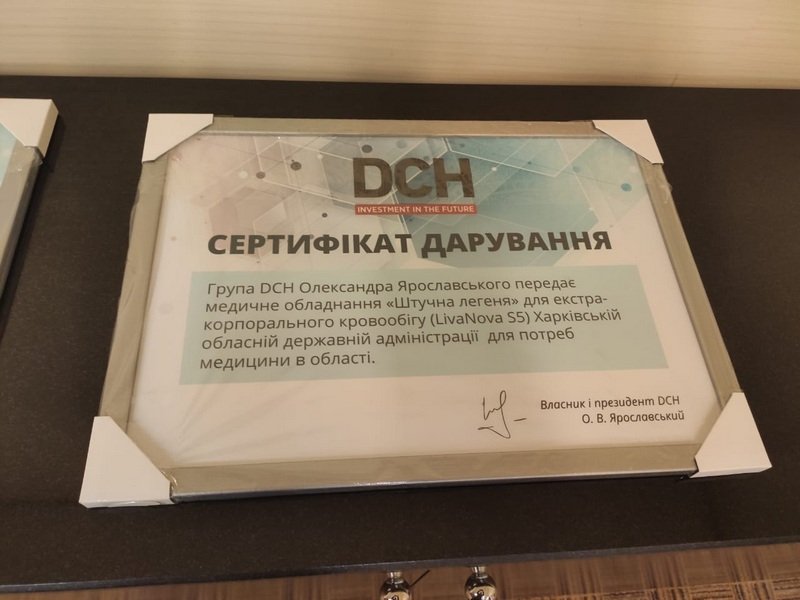 DCH
INVESTMENT IN THE FUTURE
СЕРТИФІКАТ ДАРУВАННЯ
Група DCH Олександра Ярославського передає
медичне обладнання «Штучна легеня» для екстра-
корпорального кровообігу (LivaNova S5) Харківській
обласній державній адміністрації для потреб
медицини в області.
Власник і президент DCH
О. В. Ярославський